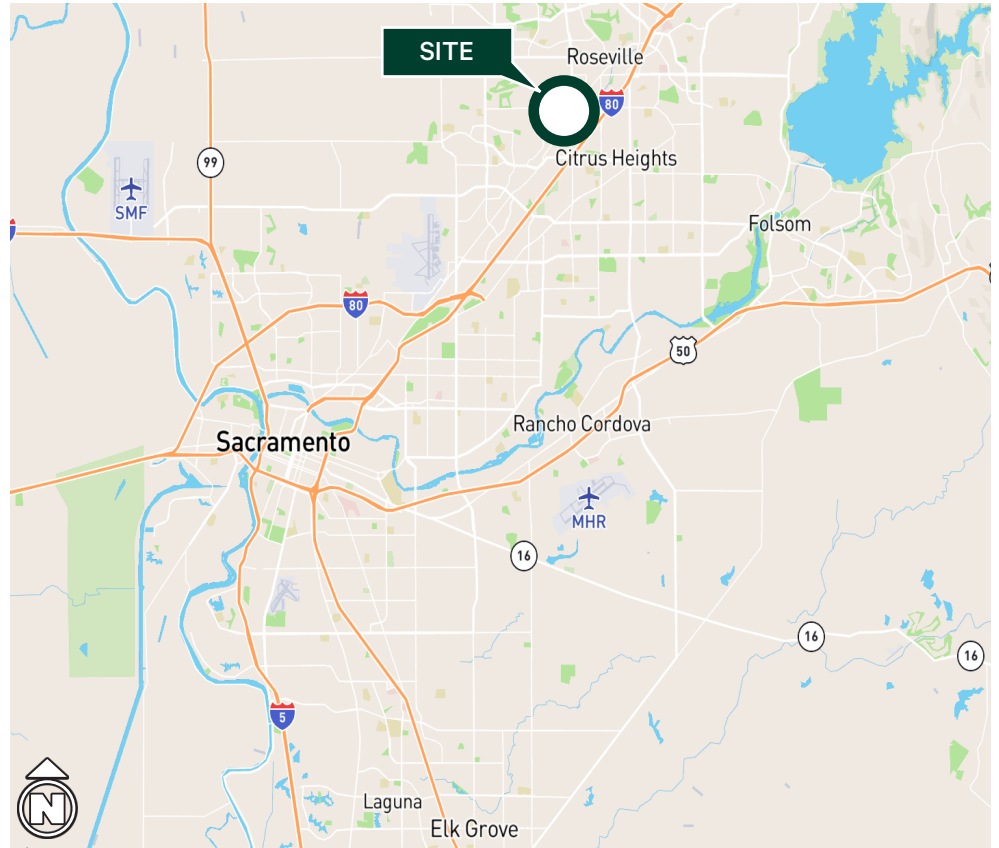 SITE
Roseville
80
Citrus Heights
99
SMF
Folsom
80
50
Rancho Cordova
Sacramento
MHR
16
16
16
5
Laguna
Elk Grove
N